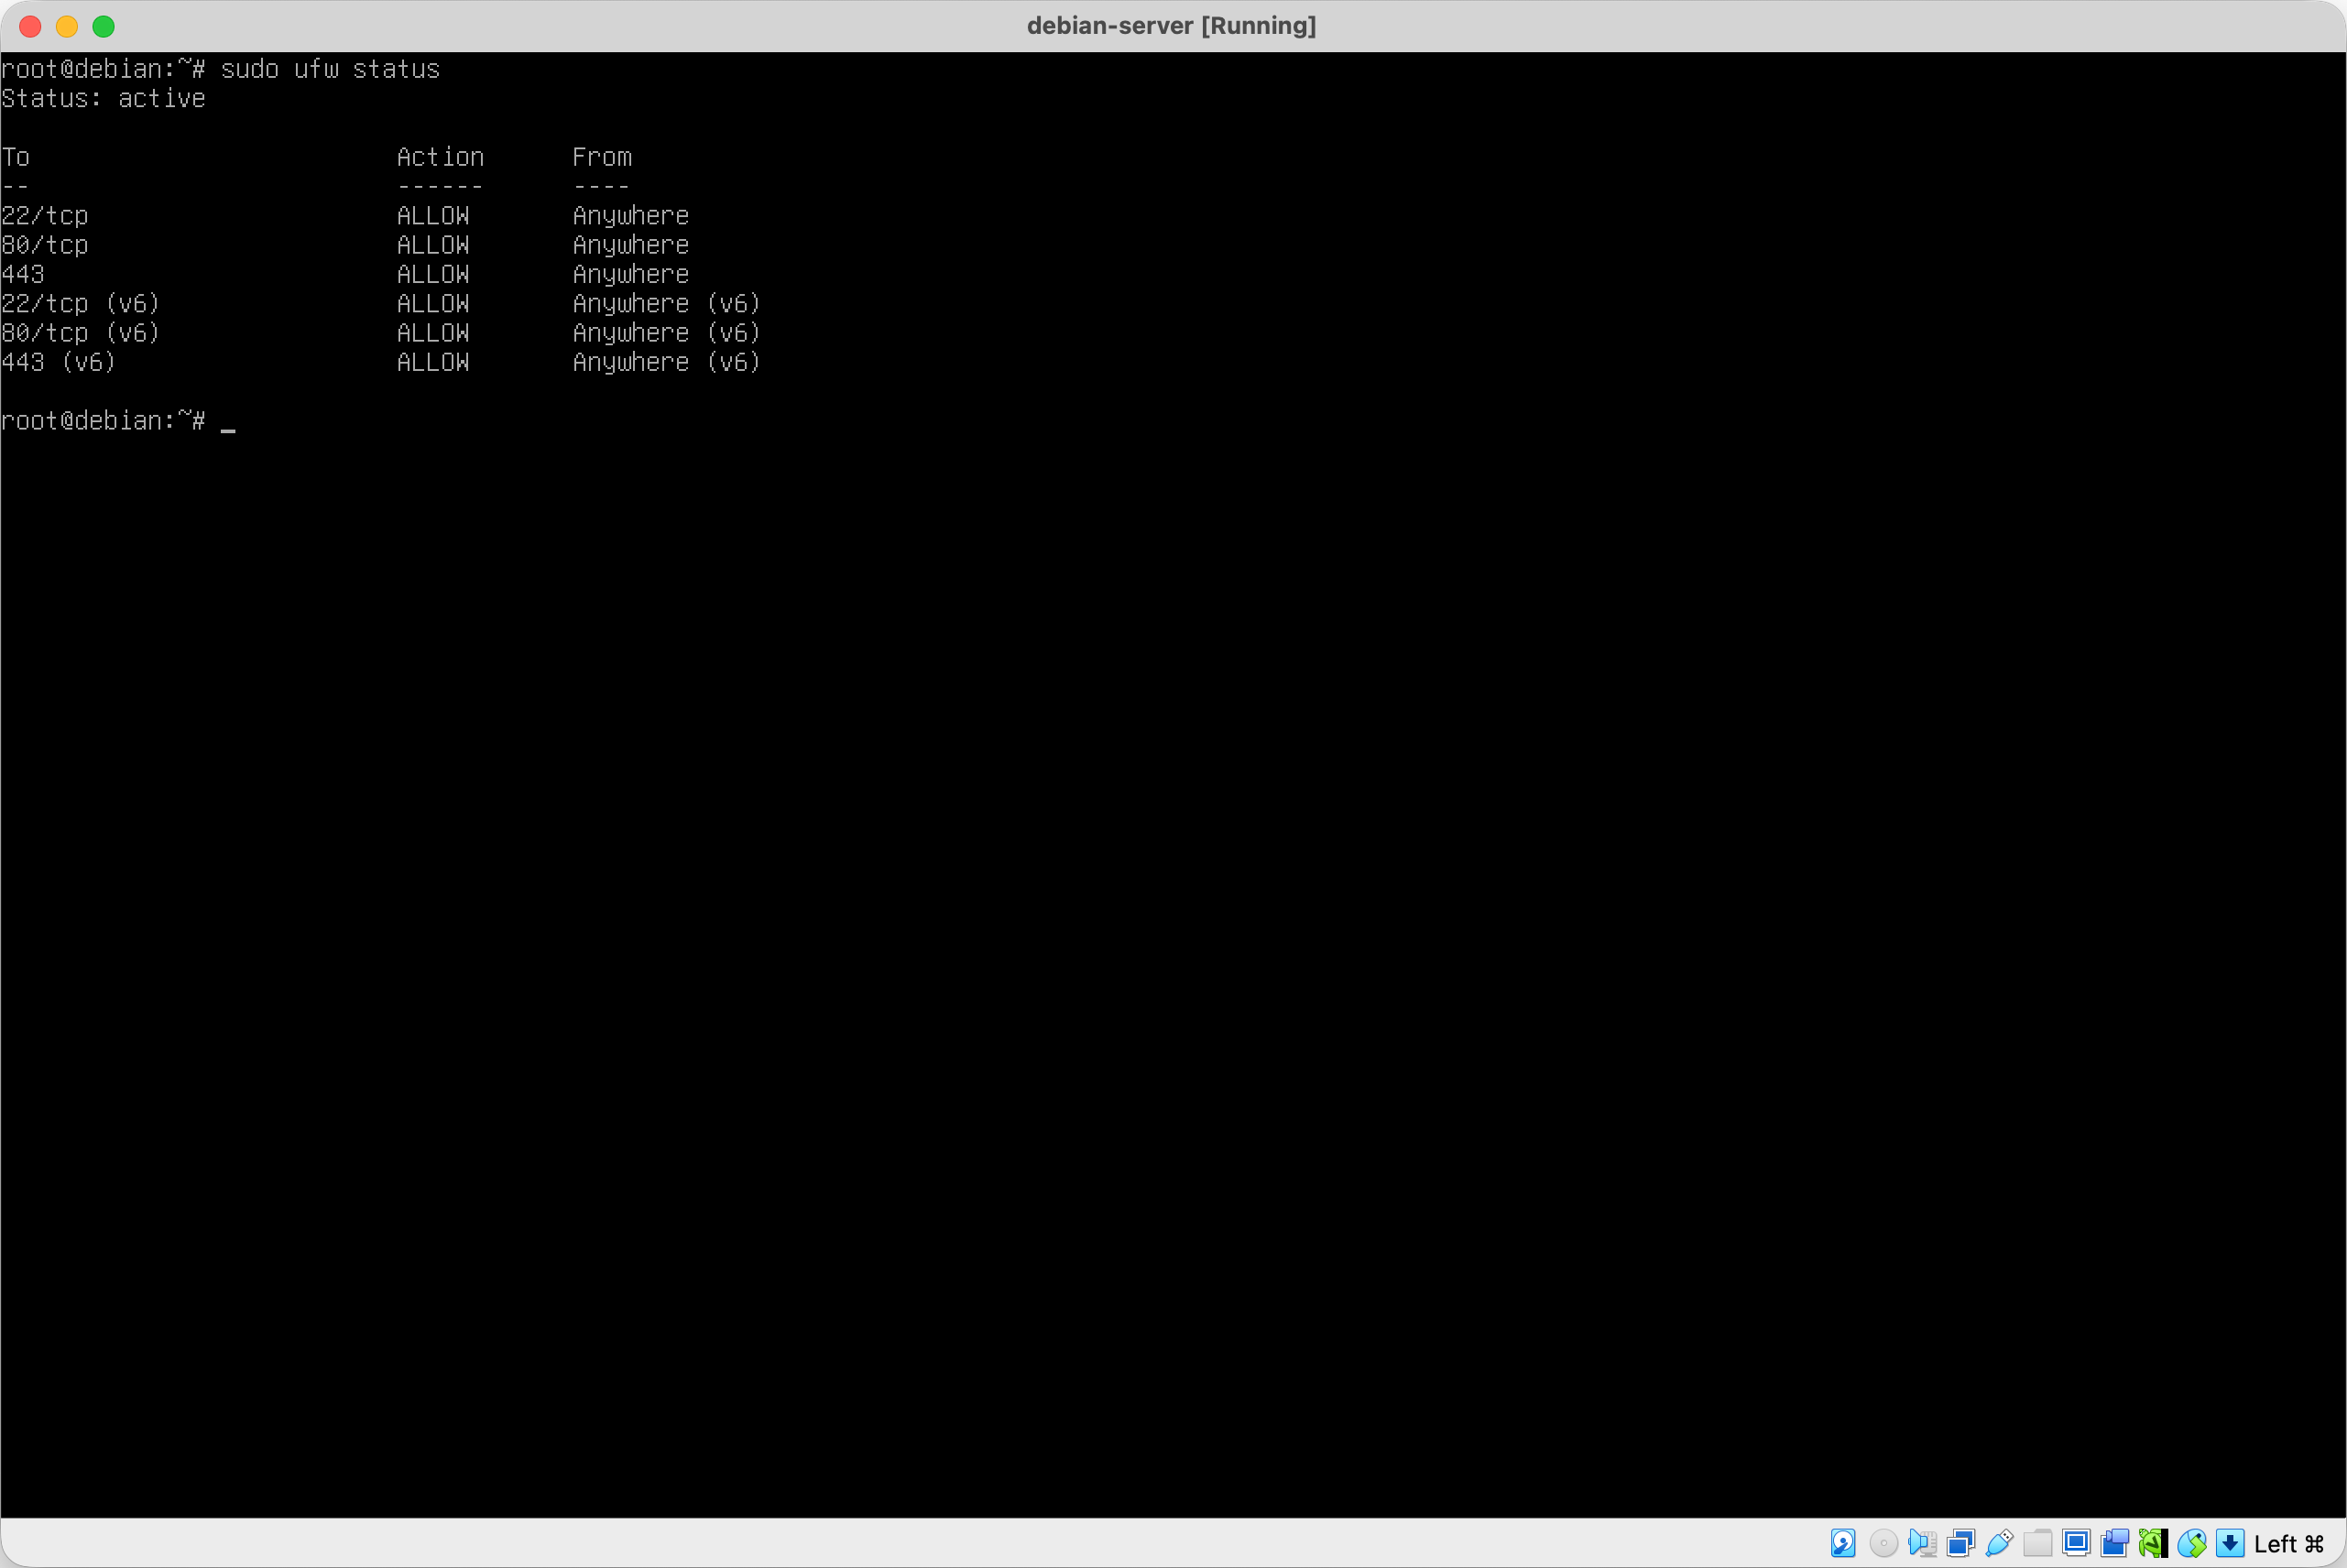 debian-server [Running]
root@debian:~# sudo ufw status
Status: active
To                         Action      From
--                         ------      ----
22/tcp                     ALLOW       Anywhere
80/tcp                     ALLOW       Anywhere
443                        ALLOW       Anywhere
22/tcp (v6)                ALLOW       Anywhere (v6)
80/tcp (v6)                ALLOW       Anywhere (v6)
443 (v6)                   ALLOW       Anywhere (v6)
root@debian:~# _
Left ⌘